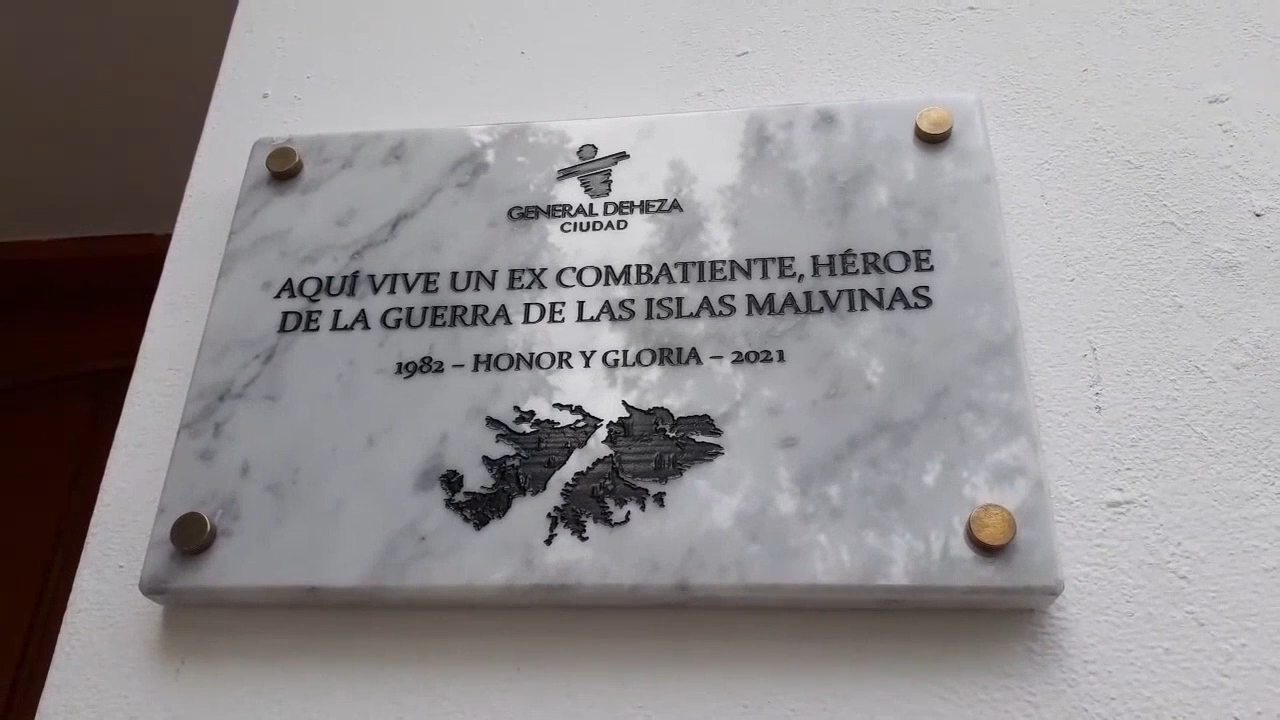 GENERAL DEHEZA
CIUDAD
AQUÍ VIVE UN EX COMBATIENTE, HÉROE
DE LA GUERRA DE LAS ISLAS MALVINAS
1982 – HONOR Y GLORIA – 2021